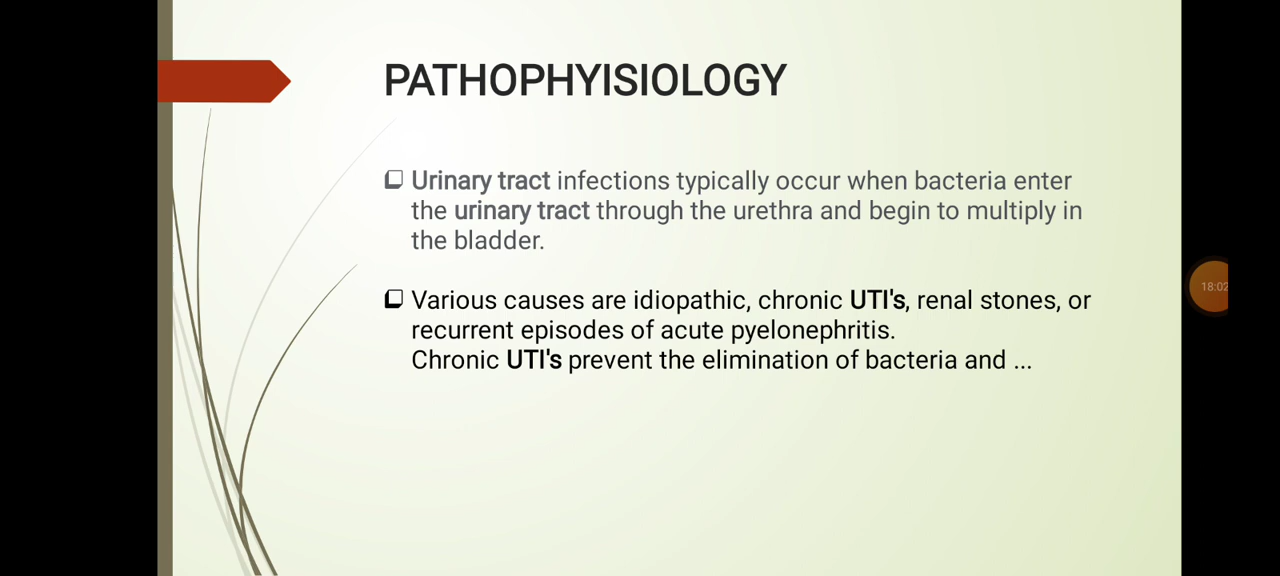 PATHOPHYISIOLOGY
Urinary tract infections typically occur when bacteria enter
the urinary tract through the urethra and begin to multiply in
the bladder.
Various causes are idiopathic, chronic UTI's, renal stones, or
recurrent episodes of acute pyelonephritis.
Chronic UTI's prevent the elimination of bacteria and ...
18:02